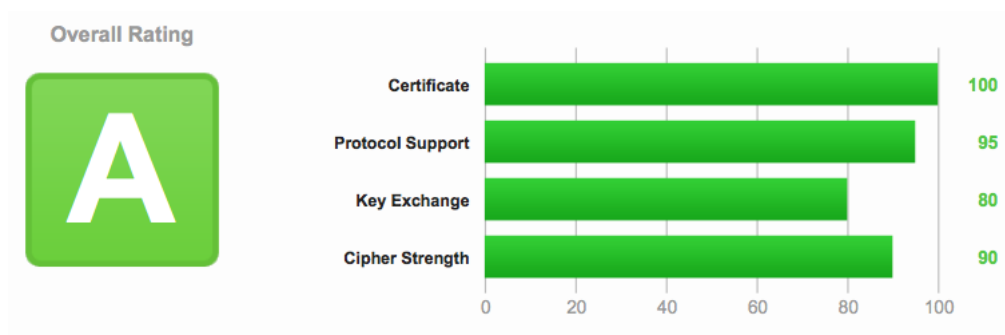 Overall Rating
A
Certificate 100
Protocol Support 95
Key Exchange 80
Cipher Strength 90
0 20 40 60 80 100